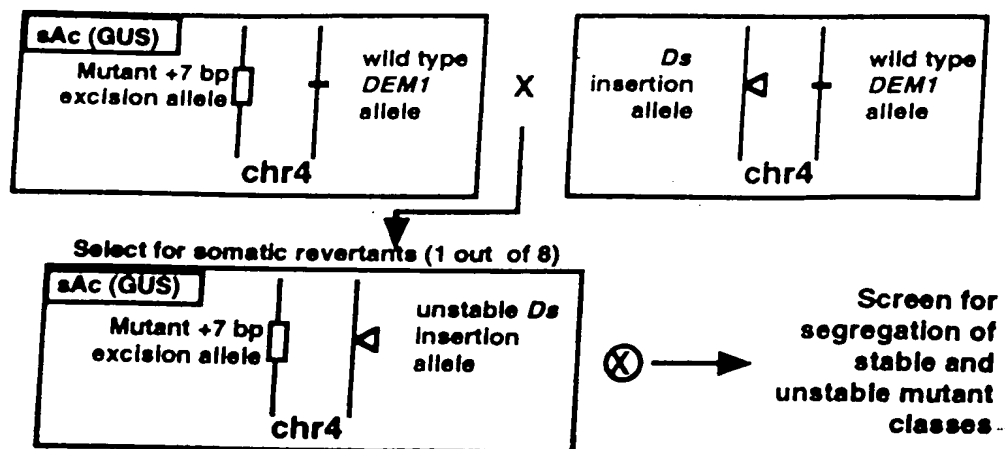 sAc (GUS)
Mutant +7 bp
excision allele
wild type
DEM1
allele
chr4
X
Ds
insertion
allele
wild type
DEM1
allele
chr4
Select for somatic revertants (1 out of 8)
sAc (GUS)
Mutant +7 bp
excision allele
unstable Ds
insertion
allele
chr4
X
Screen for
segregation of
stable and
unstable mutant
classes